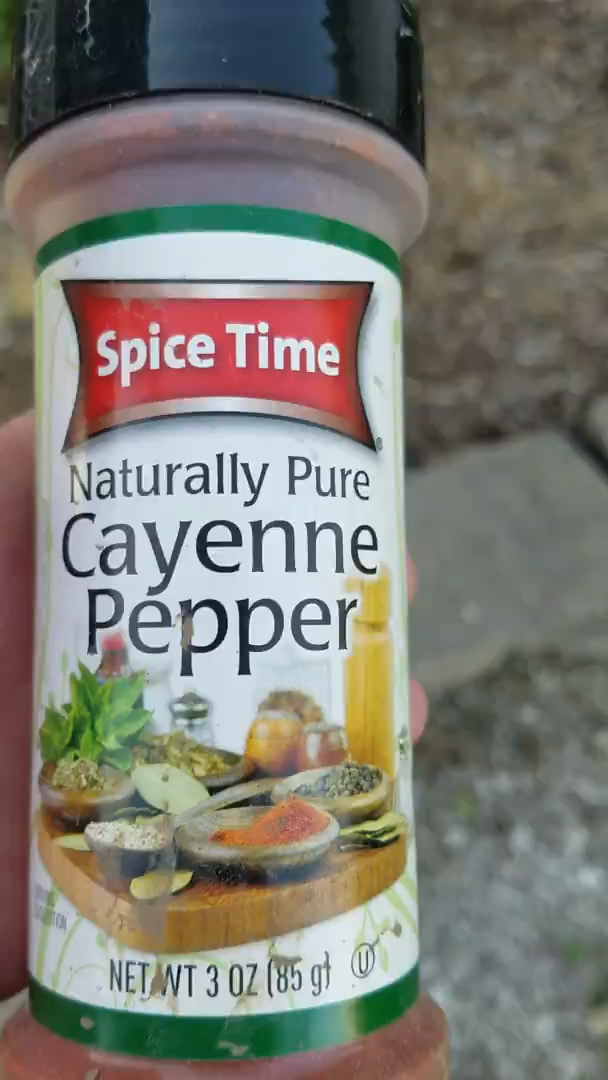 Spice Time
®
Naturally Pure
Cayenne
Pepper
NET WT 3 OZ (85 g)
U